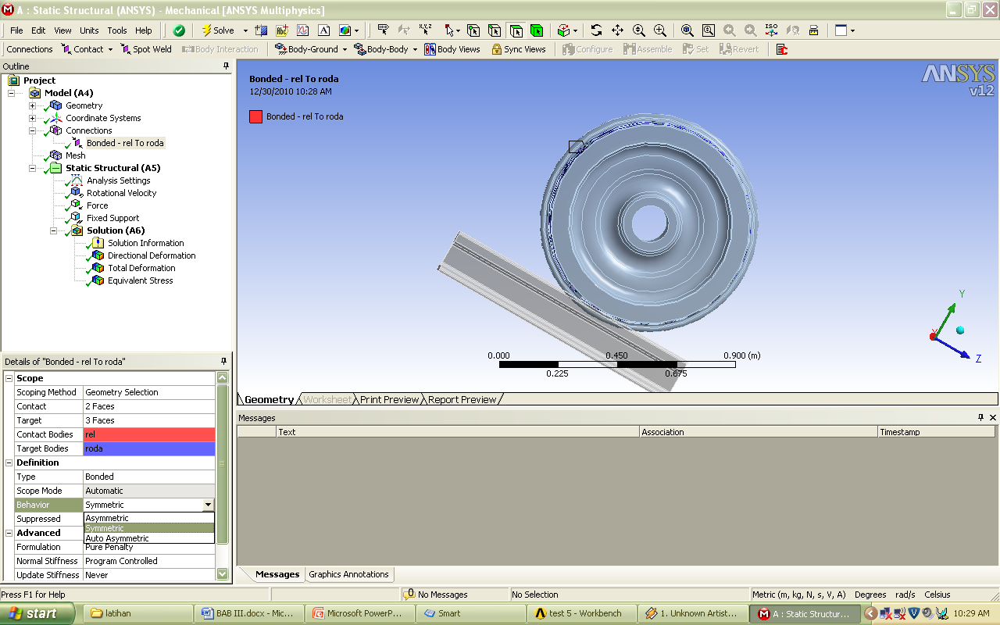 A : Static Structural (ANSYS) - Mechanical [ANSYS Multiphysics]
File Edit View Units Tools Help Solve
Connections Contact Spot Weld Body Interaction Body-Ground Body-Body Body Views Sync Views Configure Assemble Set Revert
Outline
Project
Model (A4)
Geometry
Coordinate Systems
Connections
Bonded - rel To roda
Mesh
Static Structural (A5)
Analysis Settings
Rotational Velocity
Force
Fixed Support
Solution (A6)
Solution Information
Directional Deformation
Total Deformation
Equivalent Stress
Details of "Bonded - rel To roda"
Scope
Scoping Method Geometry Selection
Contact 2 Faces
Target 3 Faces
Contact Bodies rel
Target Bodies roda
Definition
Type Bonded
Scope Mode Automatic
Behavior Symmetric
Suppressed
Asymmetric
Symmetric
Auto Asymmetric
Advanced
Formulation Pure Penalty
Normal Stiffness Program Controlled
Update Stiffness Never
Bonded - rel To roda
12/30/2010 10:28 AM
Bonded - rel To roda
ANSYS
v12
0.000 0.450 0.900 (m)
0.225 0.675
Y
X
Z
Geometry Worksheet Print Preview Report Preview
Messages
Text Association Timestamp
Messages Graphics Annotations
Press F1 for Help 0 No Messages No Selection Metric (m, kg, N, s, V, A) Degrees rad/s Celsius
start latihan BAB III.docx - Mic... Microsoft PowerP... Smart test 5 - Workbench 1. Unknown Artist... A : Static Structur... 10:29 AM